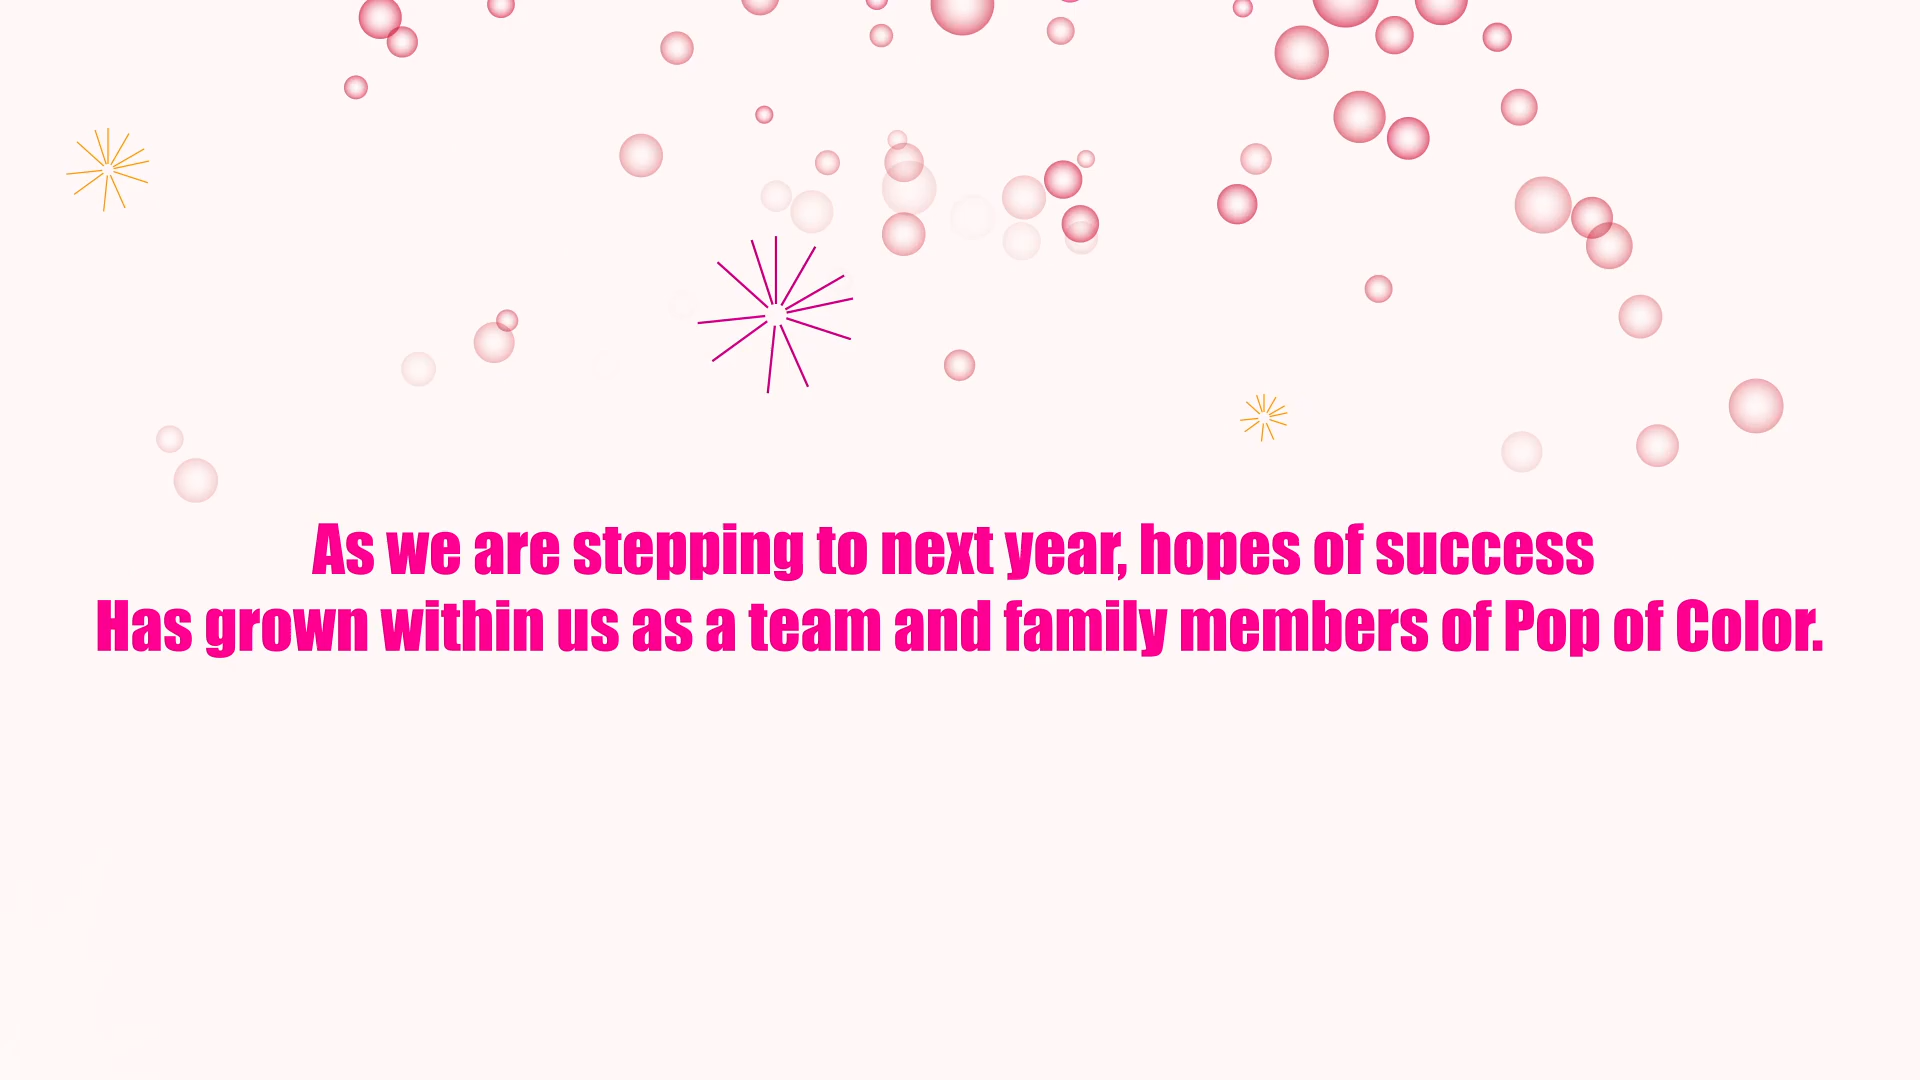 As we are stepping to next year, hopes of success
Has grown within us as a team and family members of Pop of Color.